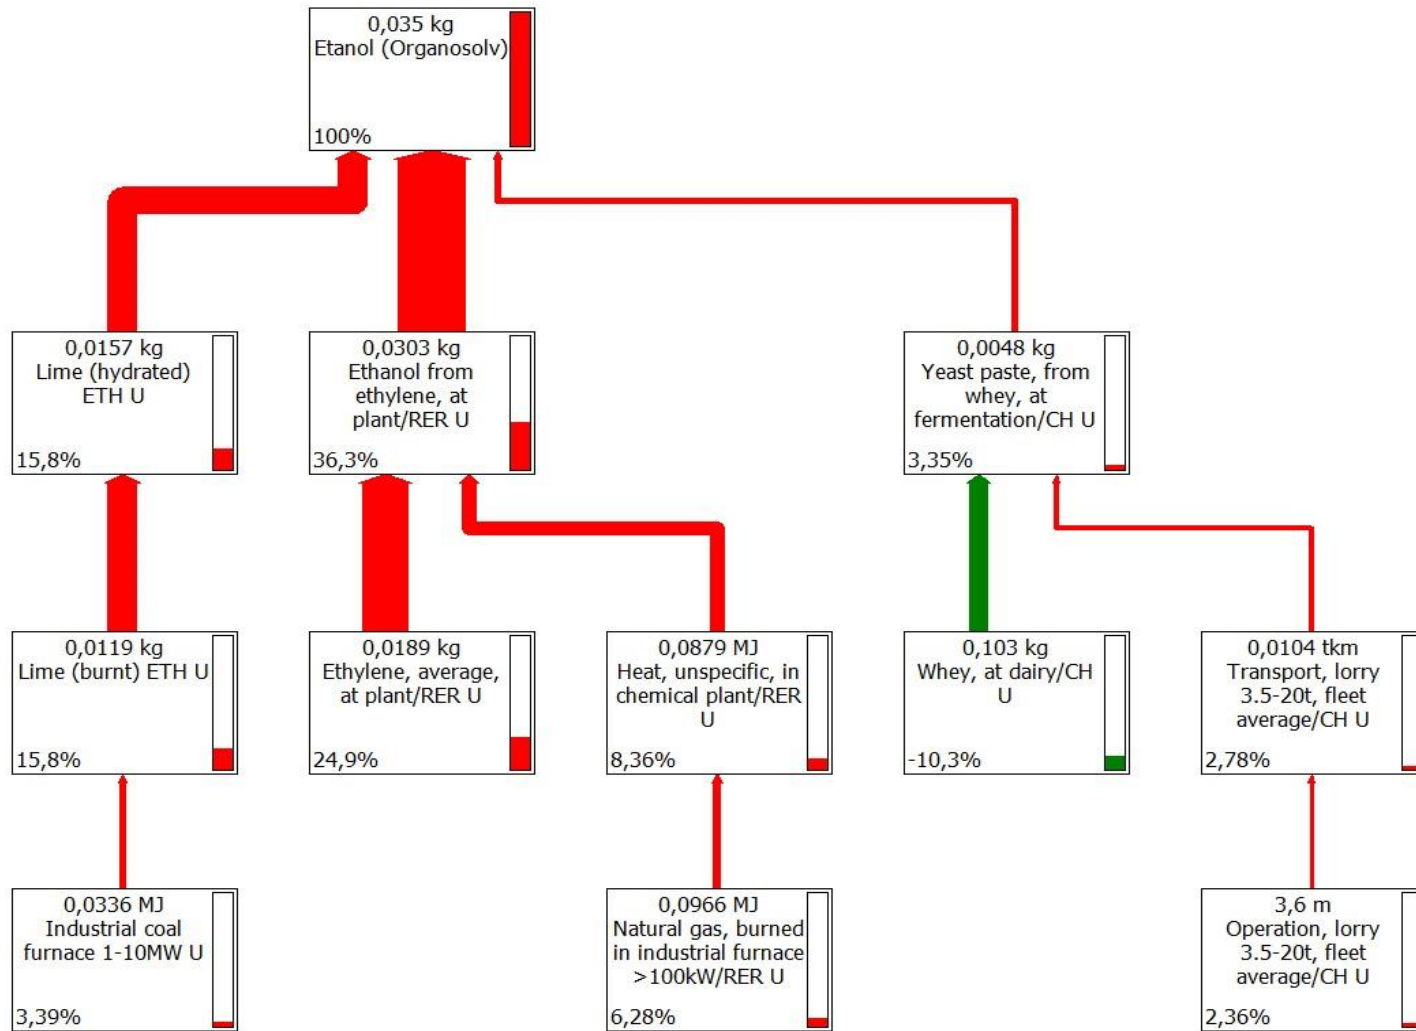 0,035 kg
Etanol (Organosolv)
100%
0,0157 kg
Lime (hydrated)
ETH U
15,8%
0,0303 kg
Ethanol from
ethylene, at
plant/RER U
36,3%
0,0048 kg
Yeast paste, from
whey, at
fermentation/CH U
3,35%
0,0119 kg
Lime (burnt) ETH U
15,8%
0,0189 kg
Ethylene, average,
at plant/RER U
24,9%
0,0879 MJ
Heat, unspecific, in
chemical plant/RER
U
8,36%
0,103 kg
Whey, at dairy/CH
U
-10,3%
0,0104 tkm
Transport, lorry
3.5-20t, fleet
average/CH U
2,78%
0,0336 MJ
Industrial coal
furnace 1-10MW U
3,39%
0,0966 MJ
Natural gas, burned
in industrial furnace
>100kW/RER U
6,28%
3,6 m
Operation, lorry
3.5-20t, fleet
average/CH U
2,36%